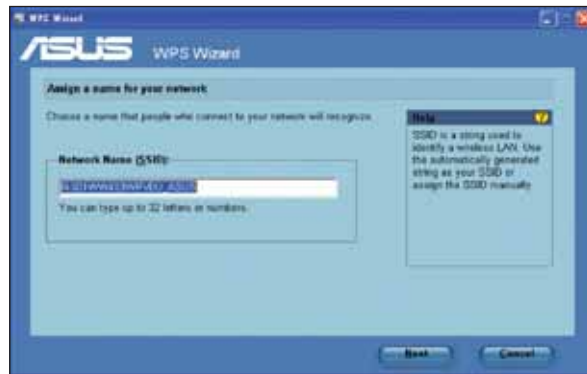 WPS Wizard
ASUS WPS Wizard
Assign a name for your network
Choose a name that people who connect to your network will recognize.
Network Name (SSID):
You can type up to 32 letters or numbers.
Help
SSID is a string used to
identify a wireless LAN. Use
the automatically generated
string as your SSID or
assign the SSID manually
Next
Cancel